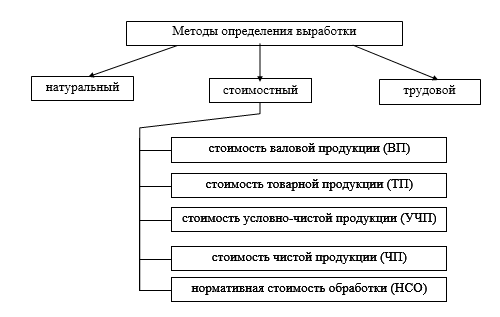 Методы определения выработки
натуральный
стоимостный
трудовой
стоимость валовой продукции (ВП)
стоимость товарной продукции (ТП)
стоимость условно-чистой продукции (УЧП)
стоимость чистой продукции (ЧП)
нормативная стоимость обработки (НСО)